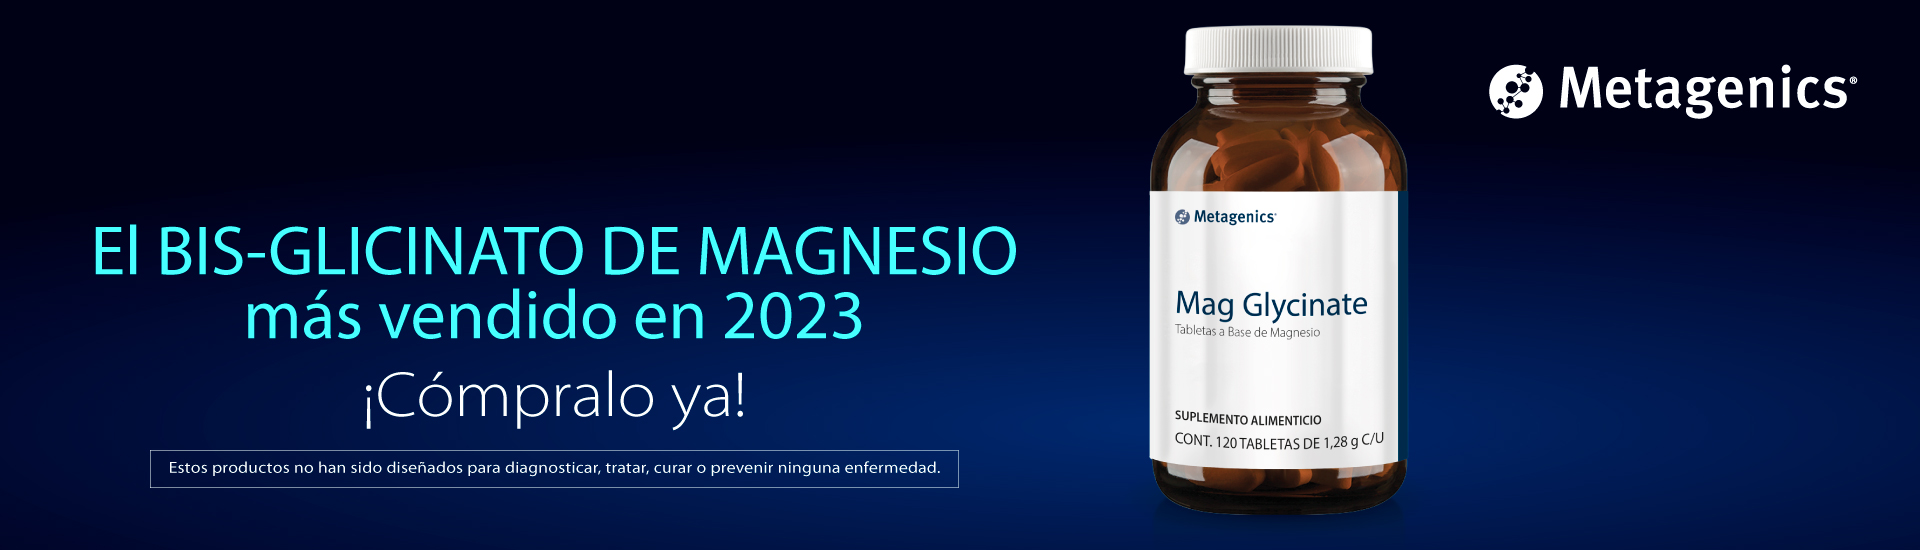 Metagenics®
El BIS-GLICINATO DE MAGNESIO
más vendido en 2023
¡Cómpralo ya!
Estos productos no han sido diseñados para diagnosticar, tratar, curar o prevenir ninguna enfermedad.
Metagenics®
Mag Glycinate
Tabletas a Base de Magnesio
SUPLEMENTO ALIMENTICIO
CONT. 120 TABLETAS DE 1,28 g C/U